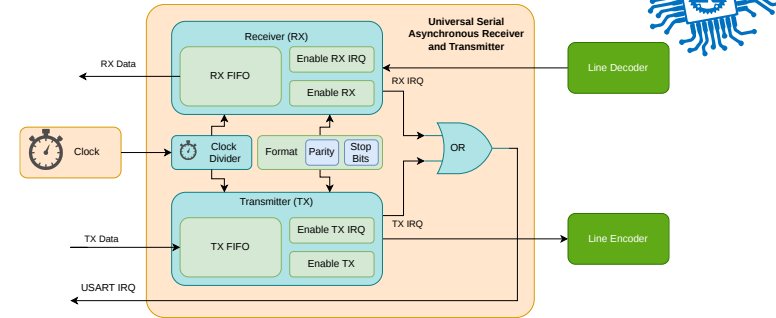 Universal Serial
Asynchronous Receiver
and Transmitter
Receiver (RX)
RX Data
RX FIFO
Enable RX IRQ
Enable RX
RX IRQ
Line Decoder
Clock
Clock
Divider
Format
Parity
Stop
Bits
OR
Transmitter (TX)
TX Data
TX FIFO
Enable TX IRQ
Enable TX
TX IRQ
Line Encoder
USART IRQ